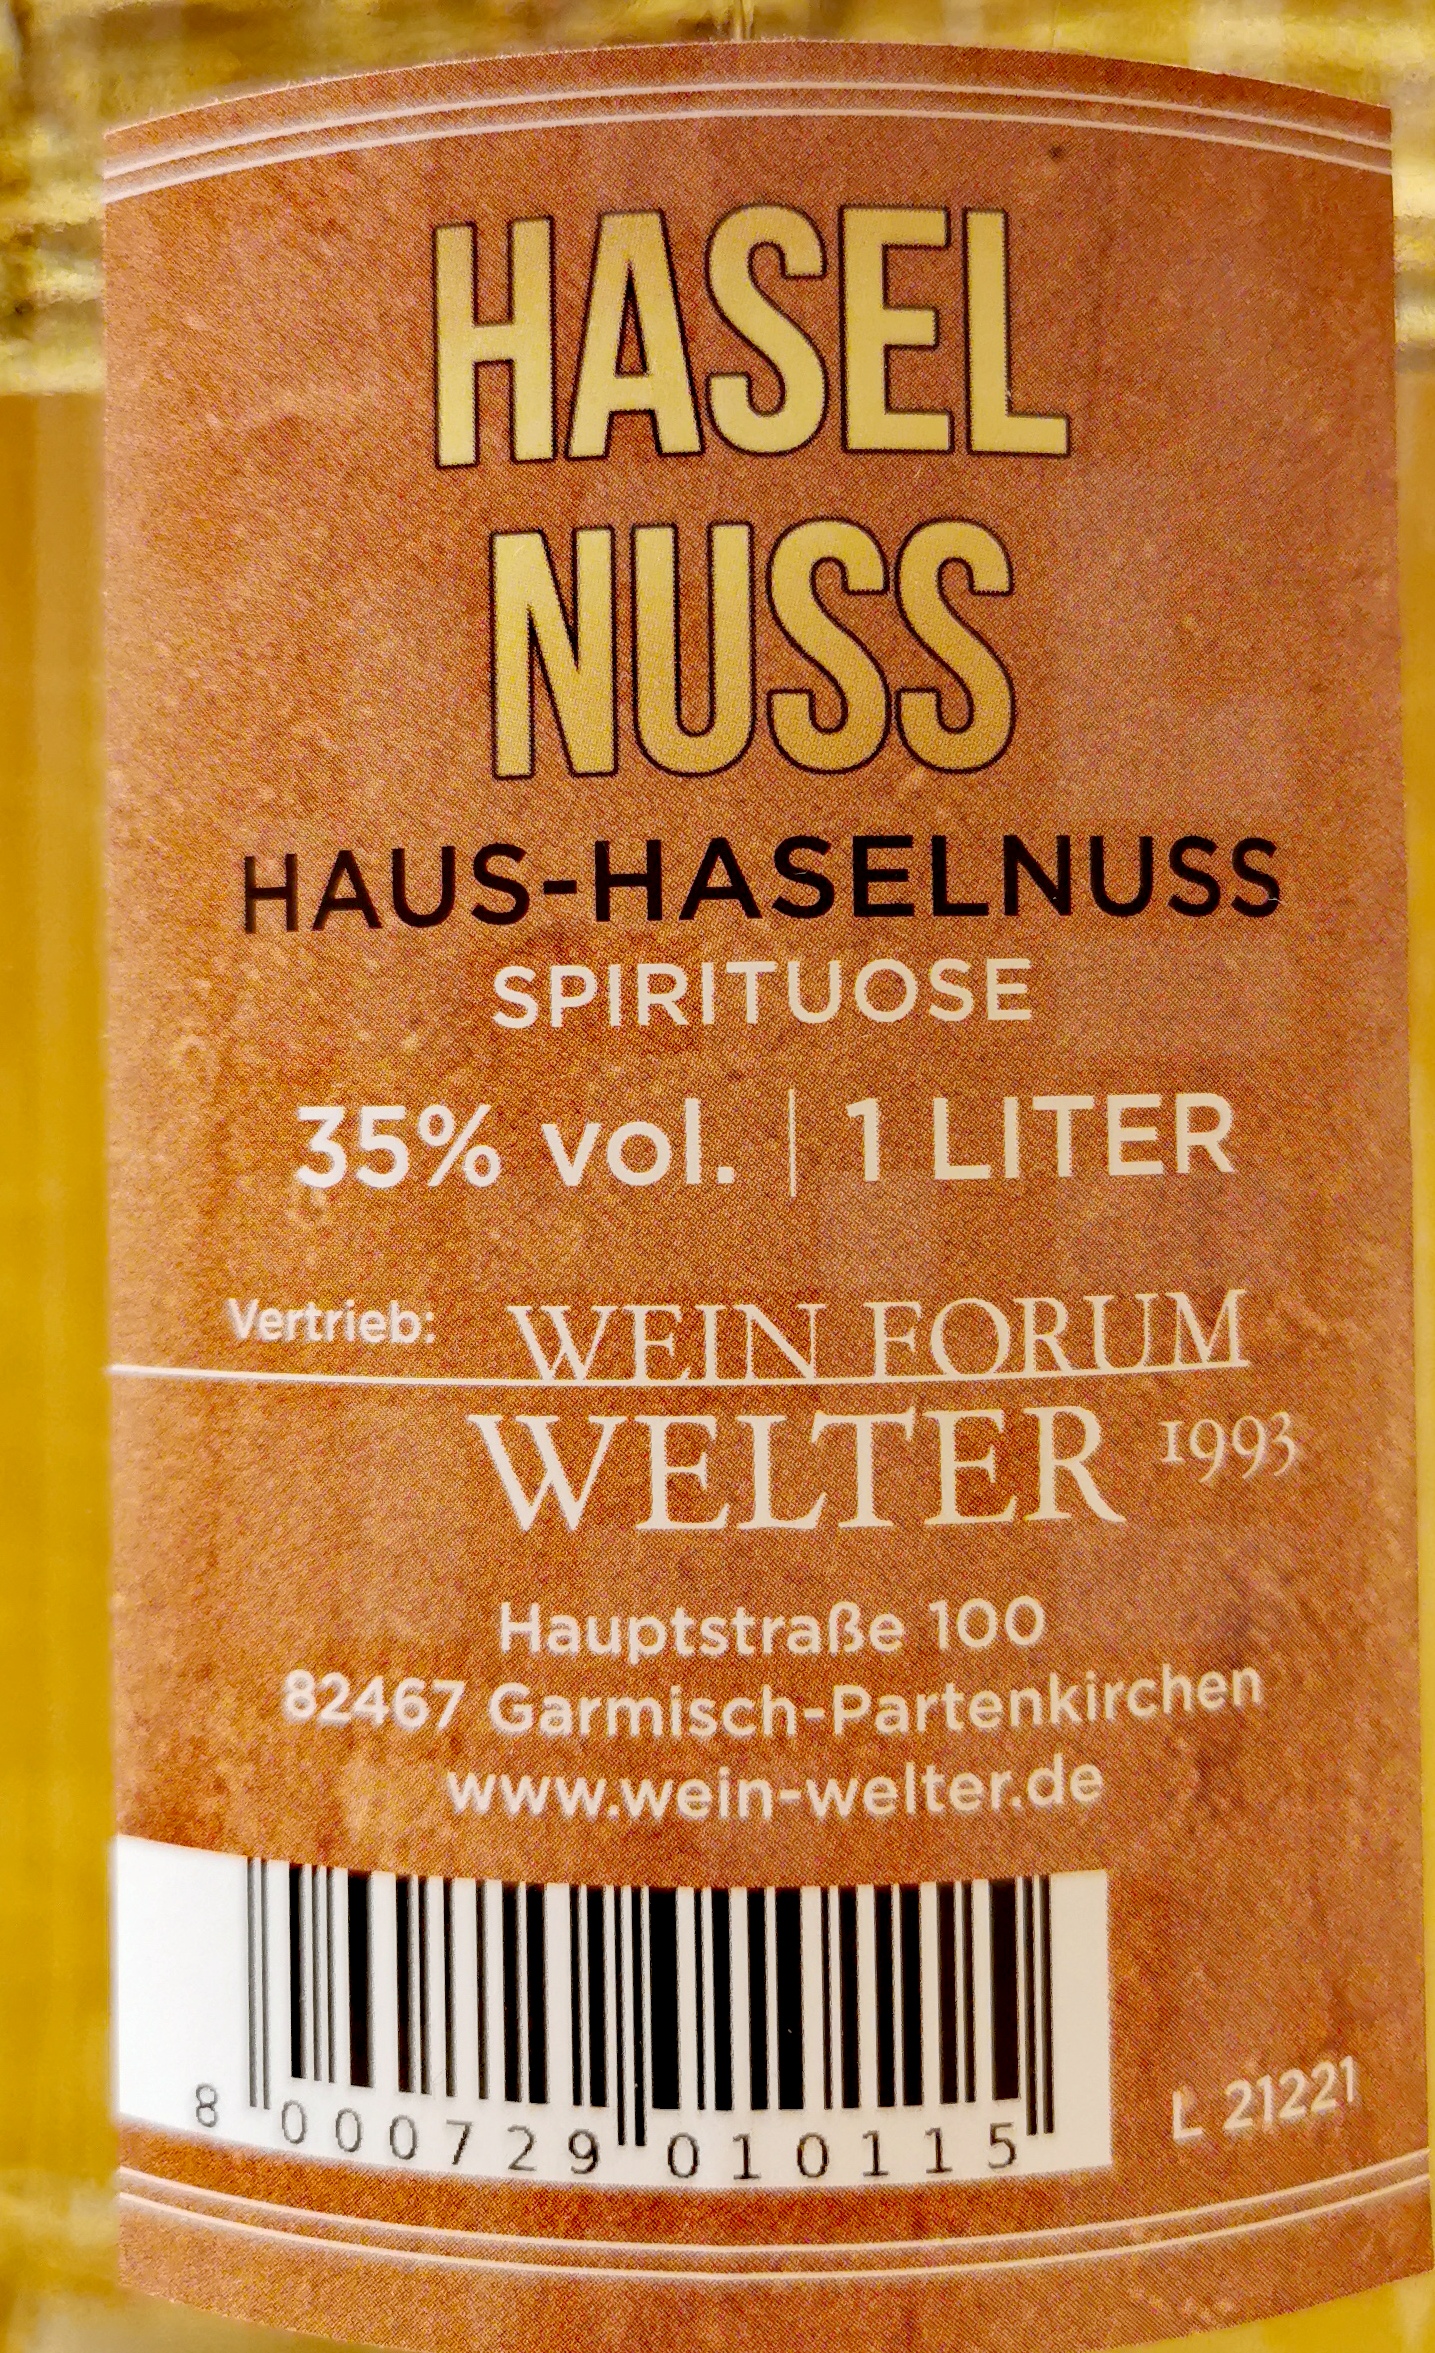 HASEL
NUSS
HAUS-HASELNUSS
SPIRITUOSE
35% vol. | 1 LITER
Vertrieb: WEIN FORUM
WELTER 1993
Hauptstraße 100
82467 Garmisch-Partenkirchen
www.wein-welter.de
8 000729 010115
L 21221